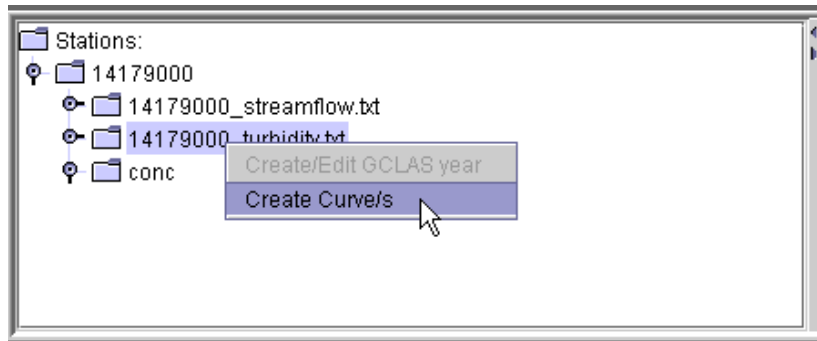 Stations:
14179000
14179000_streamflow.txt
14179000_turbidity.txt
conc
Create/Edit GCLAS year
Create Curve/s